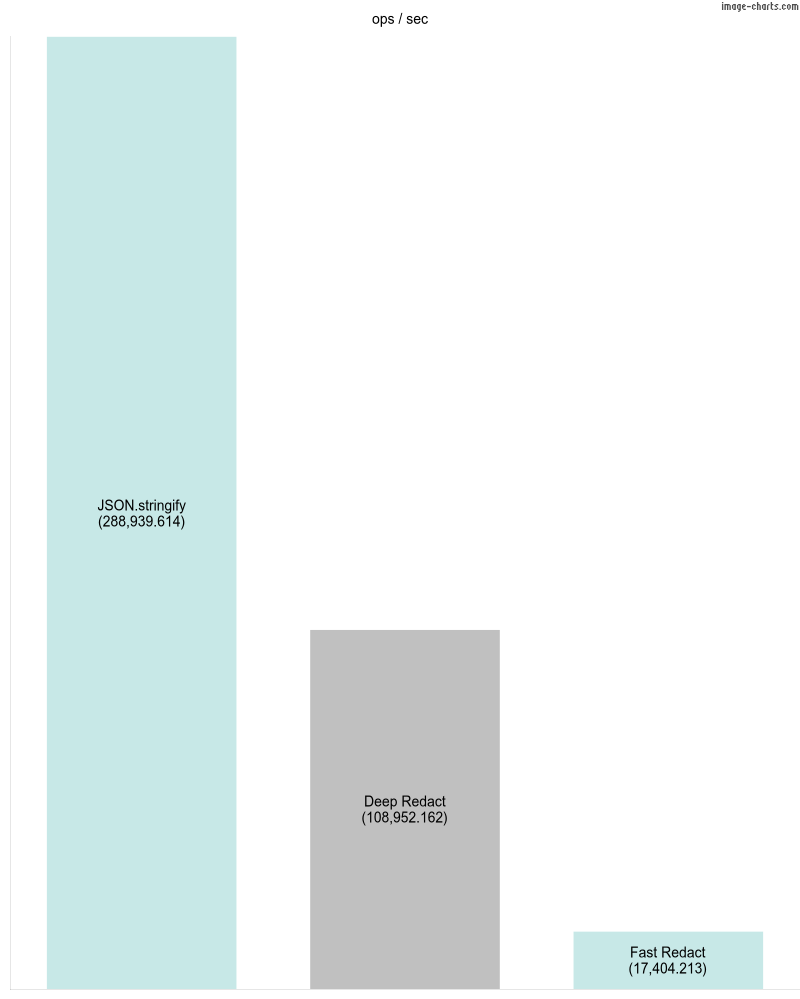 image-charts.com
ops / sec
JSON.stringify
(288,939.614)
Deep Redact
(108,952.162)
Fast Redact
(17,404.213)